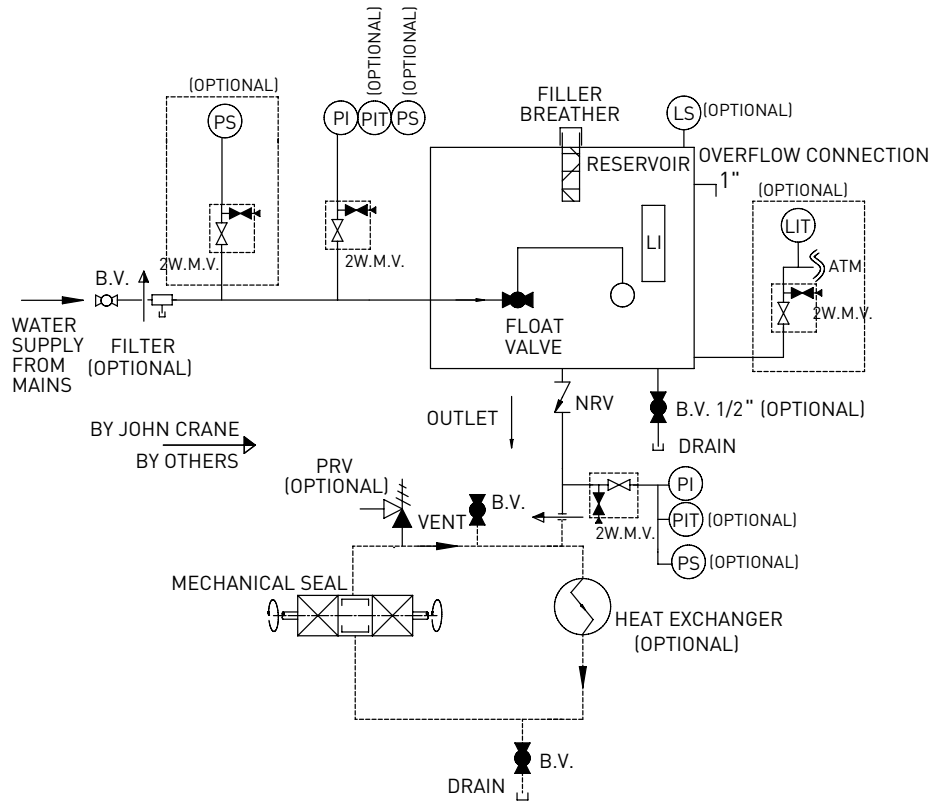 (OPTIONAL)
(OPTIONAL)
(OPTIONAL)
PS
PI
PIT
PS
FILLER
BREATHER
LS
(OPTIONAL)
RESERVOIR
OVERFLOW CONNECTION
1"
(OPTIONAL)
LIT
ATM
LI
2W.M.V.
2W.M.V.
2W.M.V.
B.V.
WATER
SUPPLY
FROM
MAINS
FILTER
(OPTIONAL)
FLOAT
VALVE
NRV
OUTLET
B.V. 1/2" (OPTIONAL)
DRAIN
BY JOHN CRANE
BY OTHERS
PRV
(OPTIONAL)
VENT
B.V.
2W.M.V.
PI
PIT
(OPTIONAL)
PS
(OPTIONAL)
MECHANICAL SEAL
HEAT EXCHANGER
(OPTIONAL)
B.V.
DRAIN